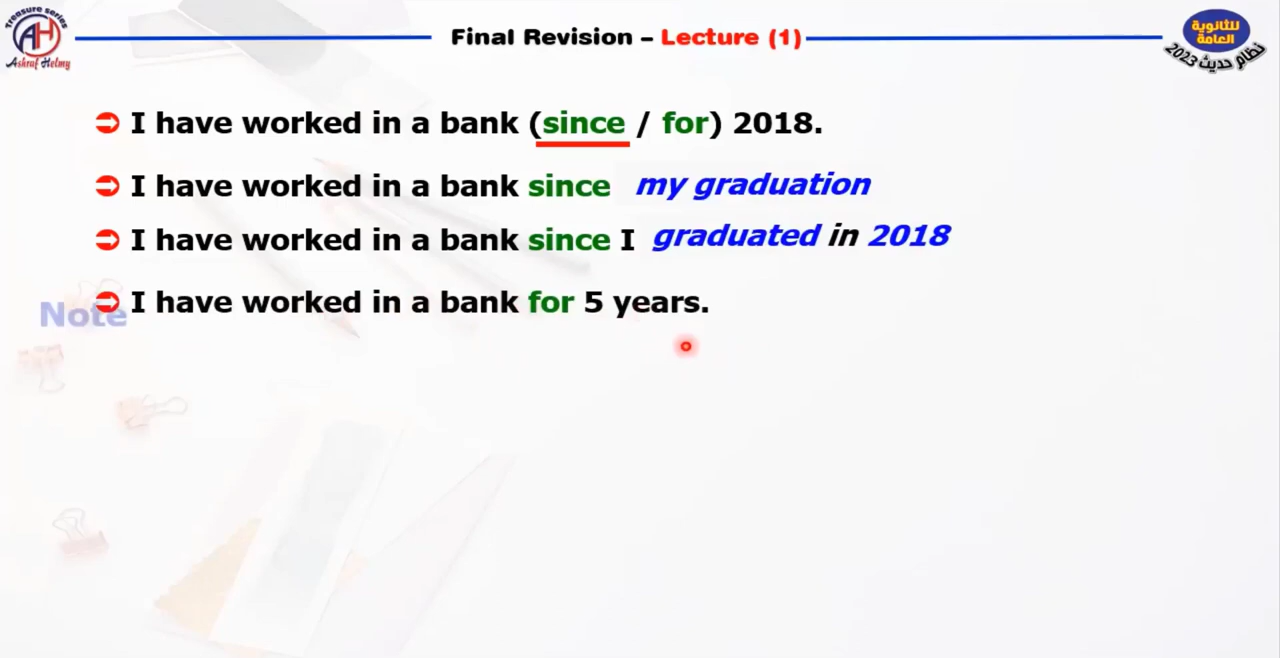 Treasure series
AH
Ashraf Helmy
Final Revision – Lecture (1)
للثانوية
العامة
نظام حديث 2023
➲ I have worked in a bank (since / for) 2018.
➲ I have worked in a bank since my graduation
➲ I have worked in a bank since I graduated in 2018
Note
➲ I have worked in a bank for 5 years.